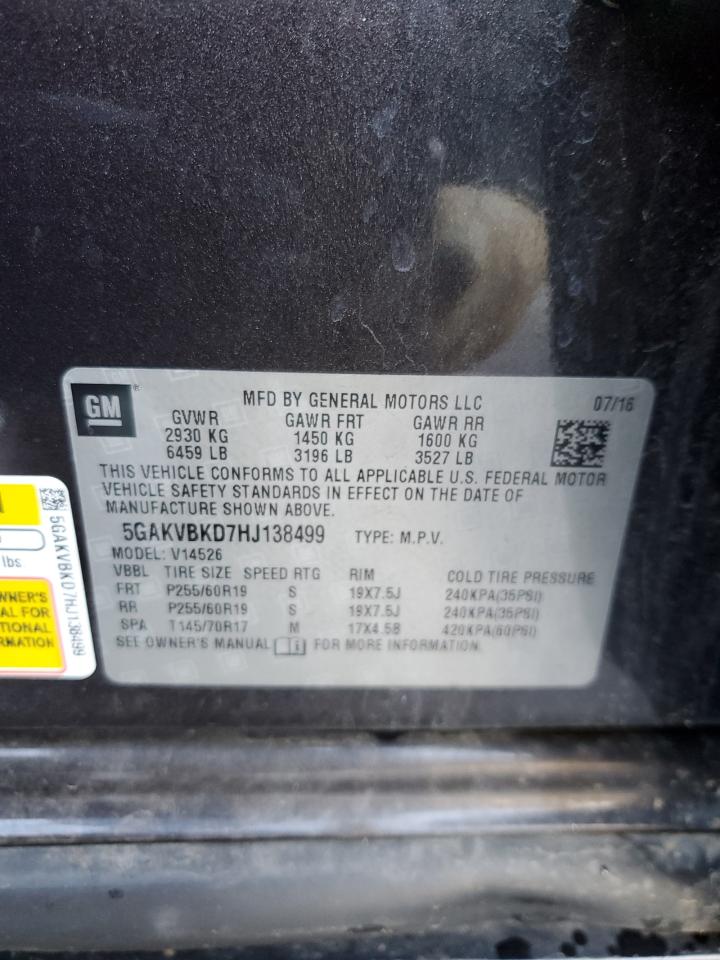 GM
®
MFD BY GENERAL MOTORS LLC
07/16
GVWR GAWR FRT GAWR RR
2930 KG 1450 KG 1600 KG
6459 LB 3196 LB 3527 LB
THIS VEHICLE CONFORMS TO ALL APPLICABLE U.S. FEDERAL MOTOR
VEHICLE SAFETY STANDARDS IN EFFECT ON THE DATE OF
MANUFACTURE SHOWN ABOVE.
5GAKVBKD7HJ138499 TYPE: M.P.V.
MODEL: V14526
VBBL TIRE SIZE SPEED RTG RIM COLD TIRE PRESSURE
FRT P255/60R19 S 19X7.5J 240KPA(35PSI)
RR P255/60R19 S 19X7.5J 240KPA(35PSI)
SPA T145/70R17 M 17X4.5B 420KPA(60PSI)
SEE OWNER'S MANUAL FOR MORE INFORMATION.
5GAKVBKD7HJ138499
lbs
OWNER'S
FOR